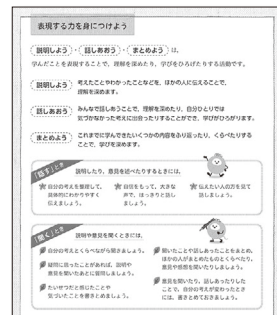 表現する力を身につけよう
説明しよう・話しあおう・まとめよう は，
学んだことを表現することで，理解を深めたり，学びをひろげたりする活動です。
説明しよう
考えたことやわかったことなどを，ほかの人に伝えることで，
理解を深めます。
話しあおう
みんなで話しあうことで，理解を深めたり，自分ひとりでは
気づかなかった考えに出会ったりすることができ，学びがひろがります。
まとめよう
これまでに学んできたいくつかの内容をふり返ったり，くらべたりする
ことで，学びを深めます。
「話す」とき
説明したり，意見を述べたりするときには，
自分の考えを整理して，
具体的にわかりやすく
伝えましょう。
自信をもって，大きな
声で，はっきりと話し
ましょう。
伝えたい人の方を見て
話しましょう。
「聞く」とき
説明や意見を聞くときには，
自分の考えとくらべながら聞きましょう。
疑問に思ったことがあれば，説明や
意見を聞いたあとに質問しましょう。
たいせつだと感じたことや
気づいたことを書きとめましょう。
聞いたことや話しあったことをまとめ，
ほかの人がまとめたものとくらべたり，
意見や感想を聞いたりしましょう。
意見を聞いたり，話しあったりした
ことで，自分の考えが変わったとき
には，書きとめておきましょう。